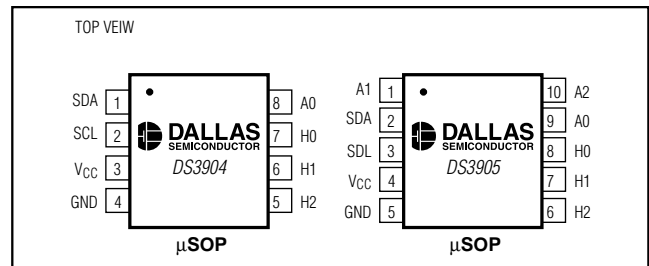 TOP VEIW
SDA 1
SCL 2
VCC 3
GND 4
8 A0
7 H0
6 H1
5 H2
DALLAS
SEMICONDUCTOR
DS3904
µSOP
A1 1
SDA 2
SDL 3
VCC 4
GND 5
10 A2
9 A0
8 H0
7 H1
6 H2
DALLAS
SEMICONDUCTOR
DS3905
µSOP